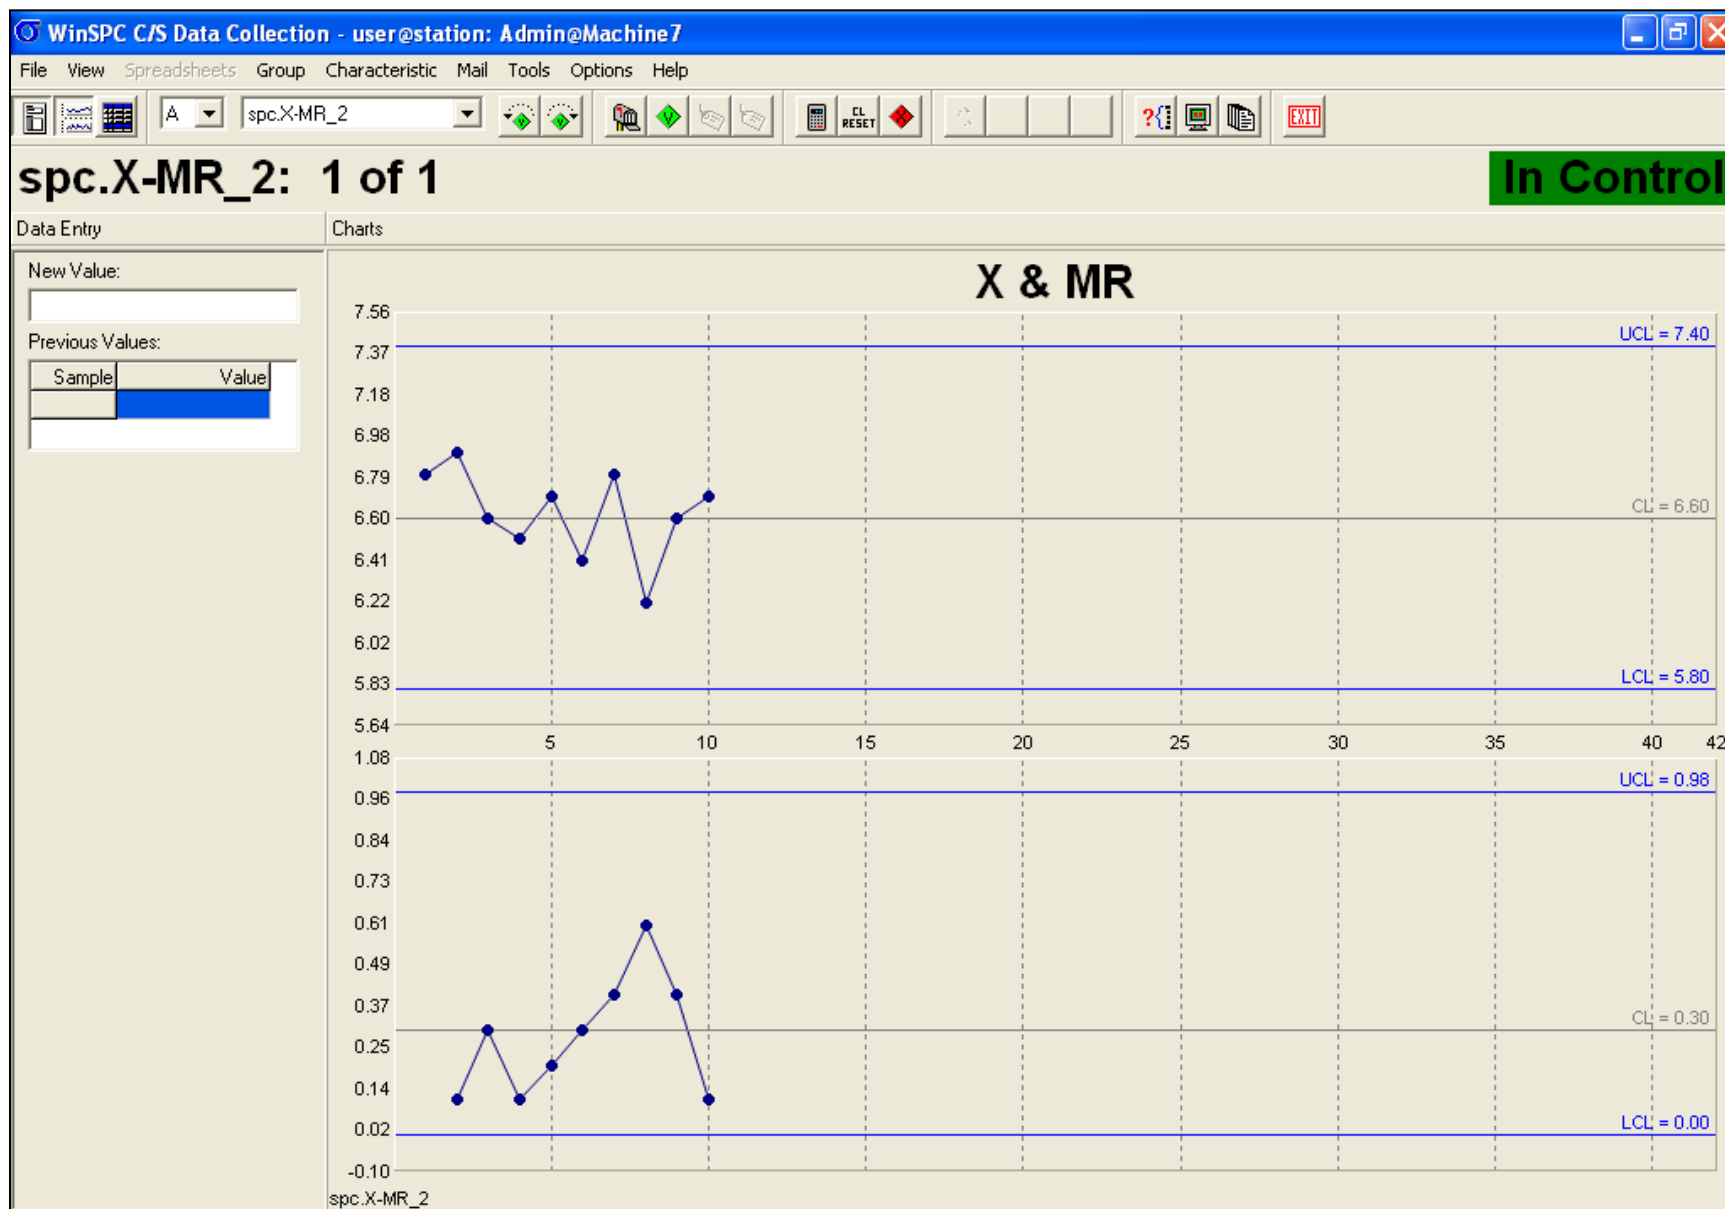 WinSPC C/S Data Collection - user@station: Admin@Machine7
File View Spreadsheets Group Characteristic Mail Tools Options Help
A spc.X-MR_2 V V V CL RESET ?{ EXIT
spc.X-MR_2: 1 of 1 In Control
Data Entry Charts
New Value:
Previous Values:
Sample Value
X & MR
7.56
7.37
7.18
6.98
6.79
6.60
6.41
6.22
6.02
5.83
5.64
UCL = 7.40
CL = 6.60
LCL = 5.80
5 10 15 20 25 30 35 40 42
1.08
0.96
0.84
0.73
0.61
0.49
0.37
0.25
0.14
0.02
-0.10
UCL = 0.98
CL = 0.30
LCL = 0.00
spc.X-MR_2